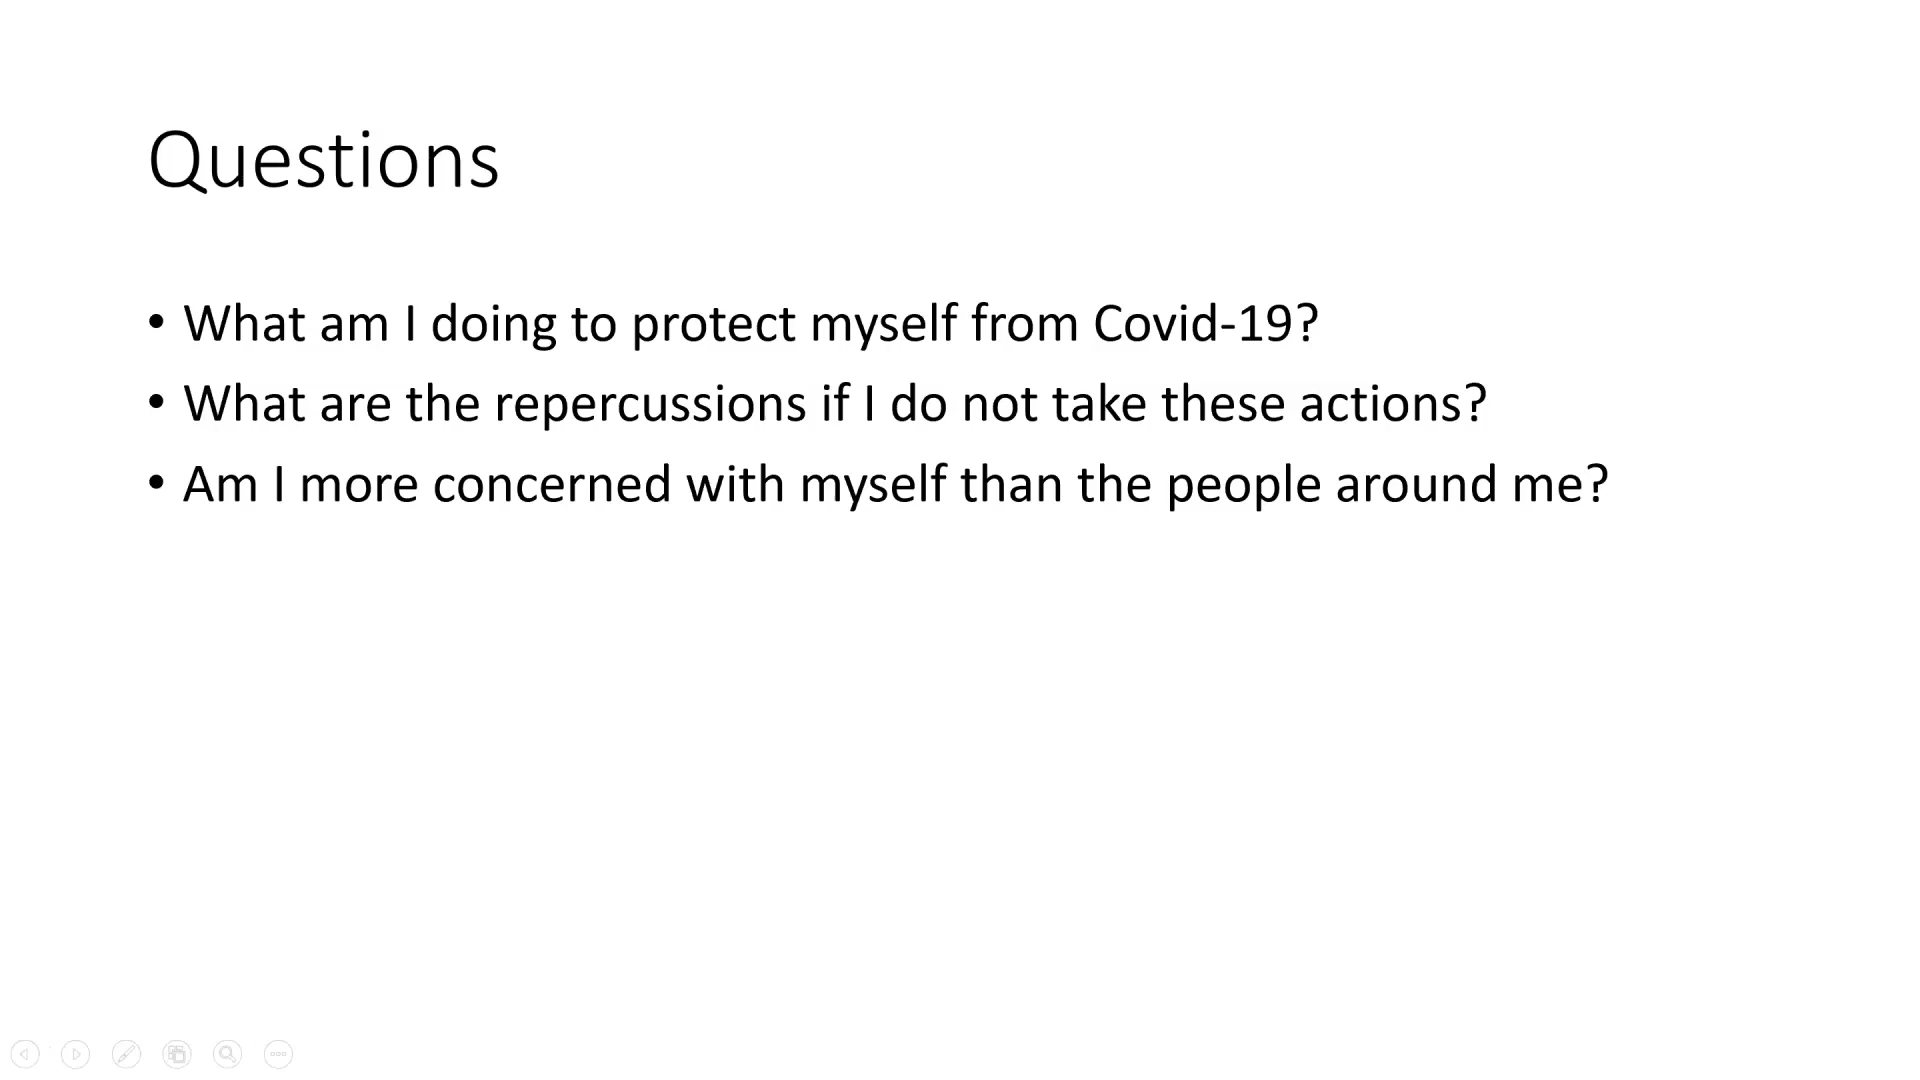 Questions
• What am I doing to protect myself from Covid-19?
• What are the repercussions if I do not take these actions?
• Am I more concerned with myself than the people around me?